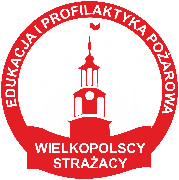 EDUKACJA I PROFILAKTYKA POŻAROWA
WIELKOPOLSCY
STRAŻACY